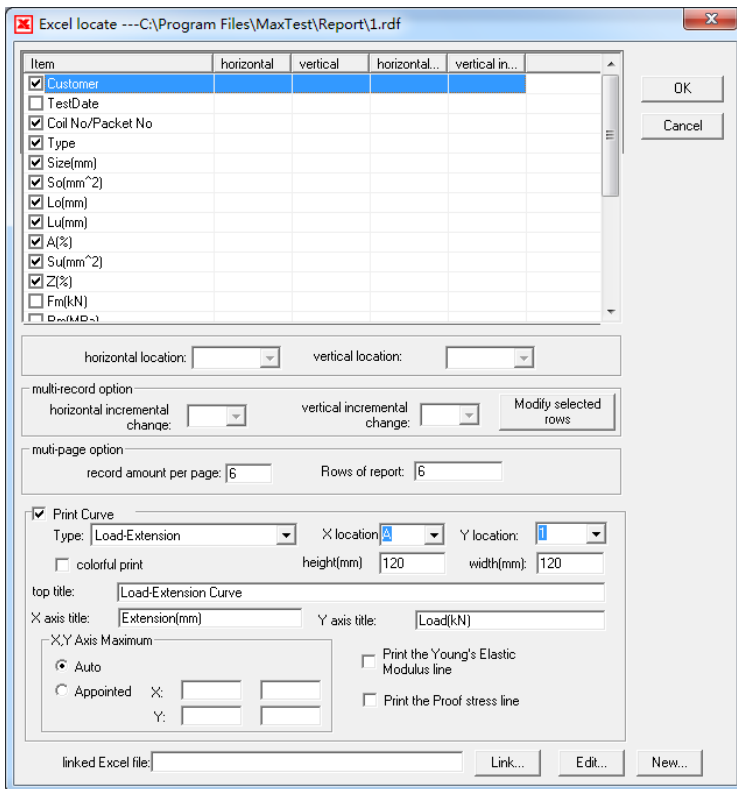 Excel locate ---C:\Program Files\MaxTest\Report\1.rdf
Item horizontal vertical horizontal... vertical in...
Customer
TestDate
Coil No/Packet No
Type
Size(mm)
So(mm^2)
Lo(mm)
Lu(mm)
A(%)
Su(mm^2)
Z(%)
Fm(kN)
Rm(MPa)
OK
Cancel
horizontal location: vertical location:
multi-record option
horizontal incremental change: vertical incremental change: Modify selected rows
muti-page option
record amount per page: 6 Rows of report: 6
Print Curve
Type: Load-Extension X location A Y location: 1
colorful print height(mm) 120 width(mm): 120
top title: Load-Extension Curve
X axis title: Extension(mm) Y axis title: Load(kN)
X,Y Axis Maximum
Auto
Appointed X:
Y:
Print the Young's Elastic
Modulus line
Print the Proof stress line
linked Excel file: Link... Edit... New...